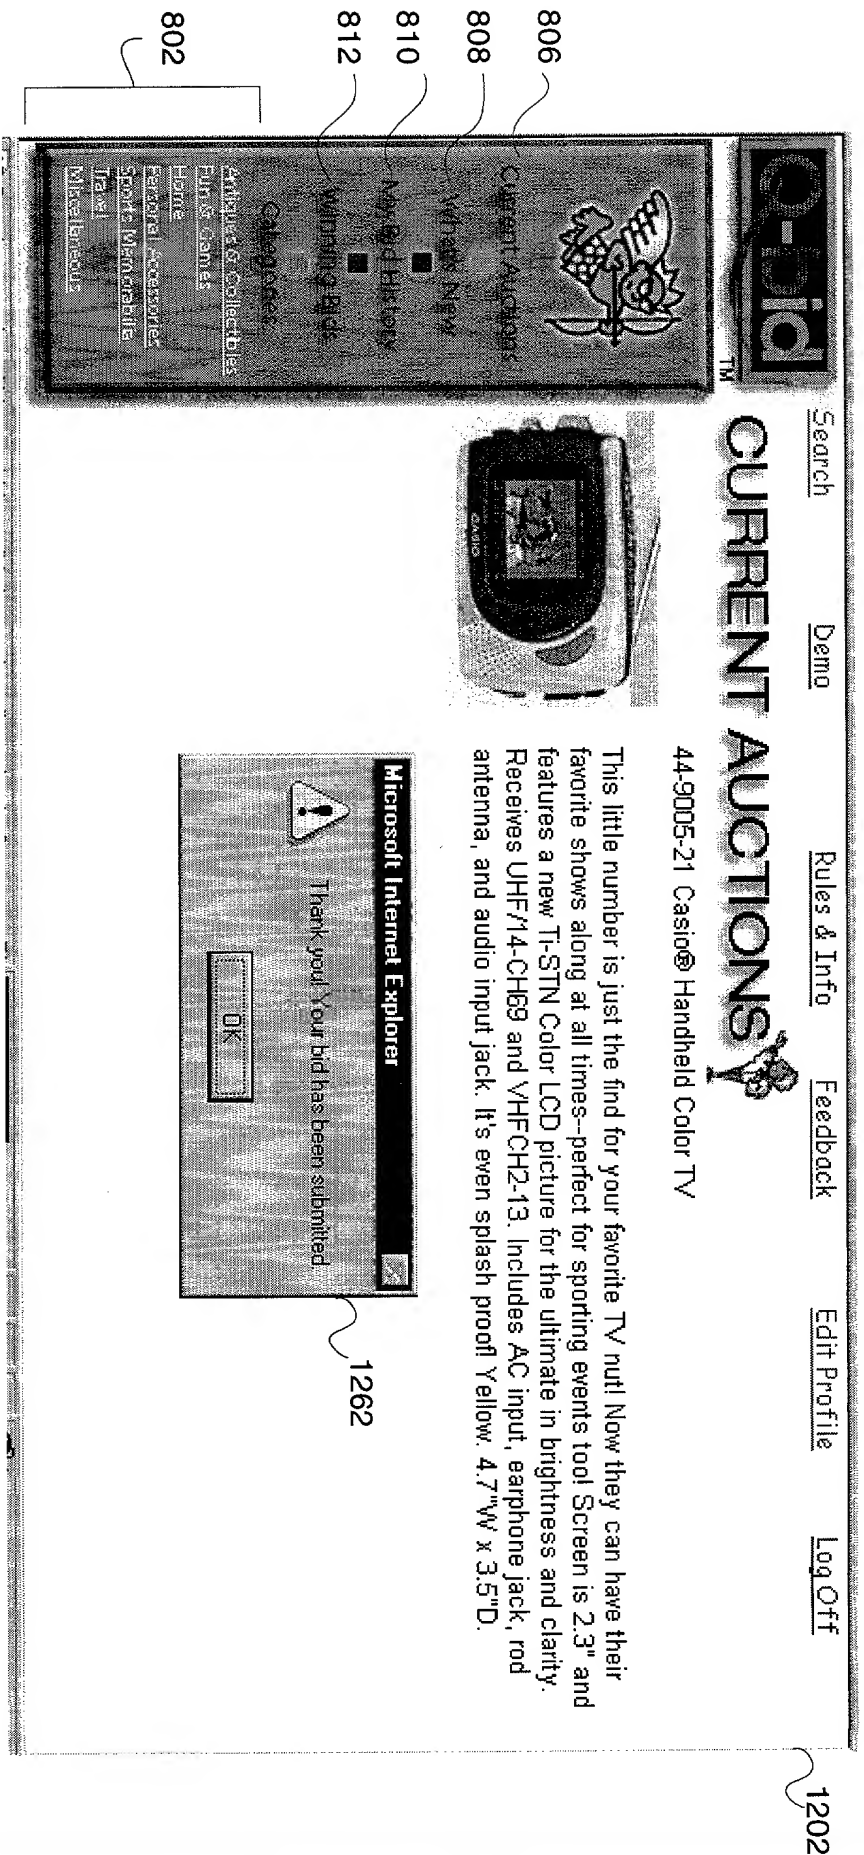 Search Demo Rules & Info Feedback Edit Profile Log Off
Q-bid TM
CURRENT AUCTIONS
1202
44-9005-21 Casio® Handheld Color TV
This little number is just the find for your favorite TV nut! Now they can have their
favorite shows along at all times--perfect for sporting events too! Screen is 2.3" and
features a new Ti-STN Color LCD picture for the ultimate in brightness and clarity.
Receives UHF/14-CH69 and VHFCH2-13. Includes AC input, earphone jack, rod
antenna, and audio input jack. It's even splash proof! Yellow. 4.7"W x 3.5"D.
CASIO
806
Current Auctions
808
What's New
810
My Bid History
812
Winning Bids
Categories
802
Antiques & Collectibles
Fun & Games
Home
Personal Accessories
Sports Memorabilia
Travel
Miscellaneous
Microsoft Internet Explorer
Thank you! Your bid has been submitted.
OK
1262